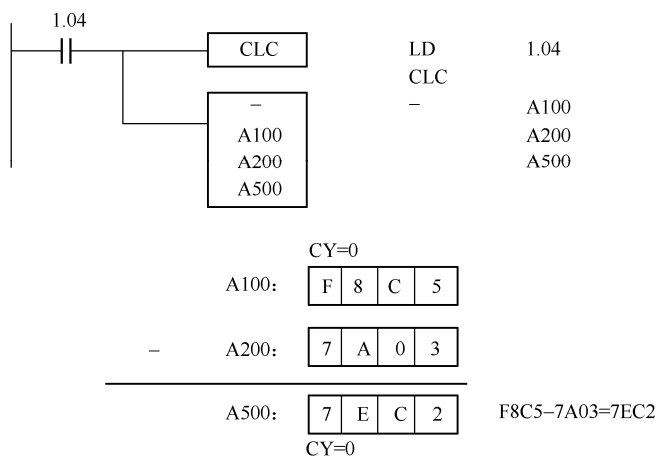 1.04
CLC LD 1.04
CLC
– – A100
A100 A200
A200 A500
A500
CY=0
A100: F 8 C 5
– A200: 7 A 0 3
A500: 7 E C 2 F8C5–7A03=7EC2
CY=0